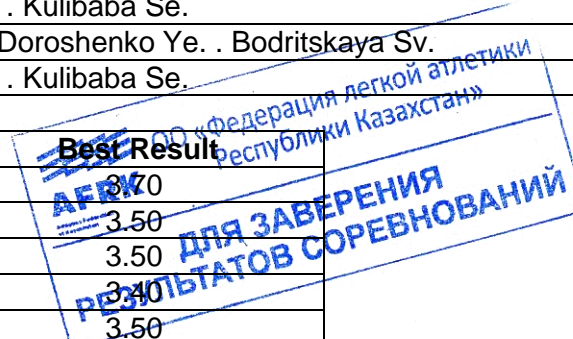 . Kulibaba Se.
Doroshenko Ye. . Bodritskaya Sv.
. Kulibaba Se.
ОО «Федерация легкой атлетики
Республики Казахстан»
AFRK
ДЛЯ ЗАВЕРЕНИЯ
РЕЗУЛЬТАТОВ СОРЕВНОВАНИЙ
Best Result
3.70
3.50
3.50
3.40
3.50